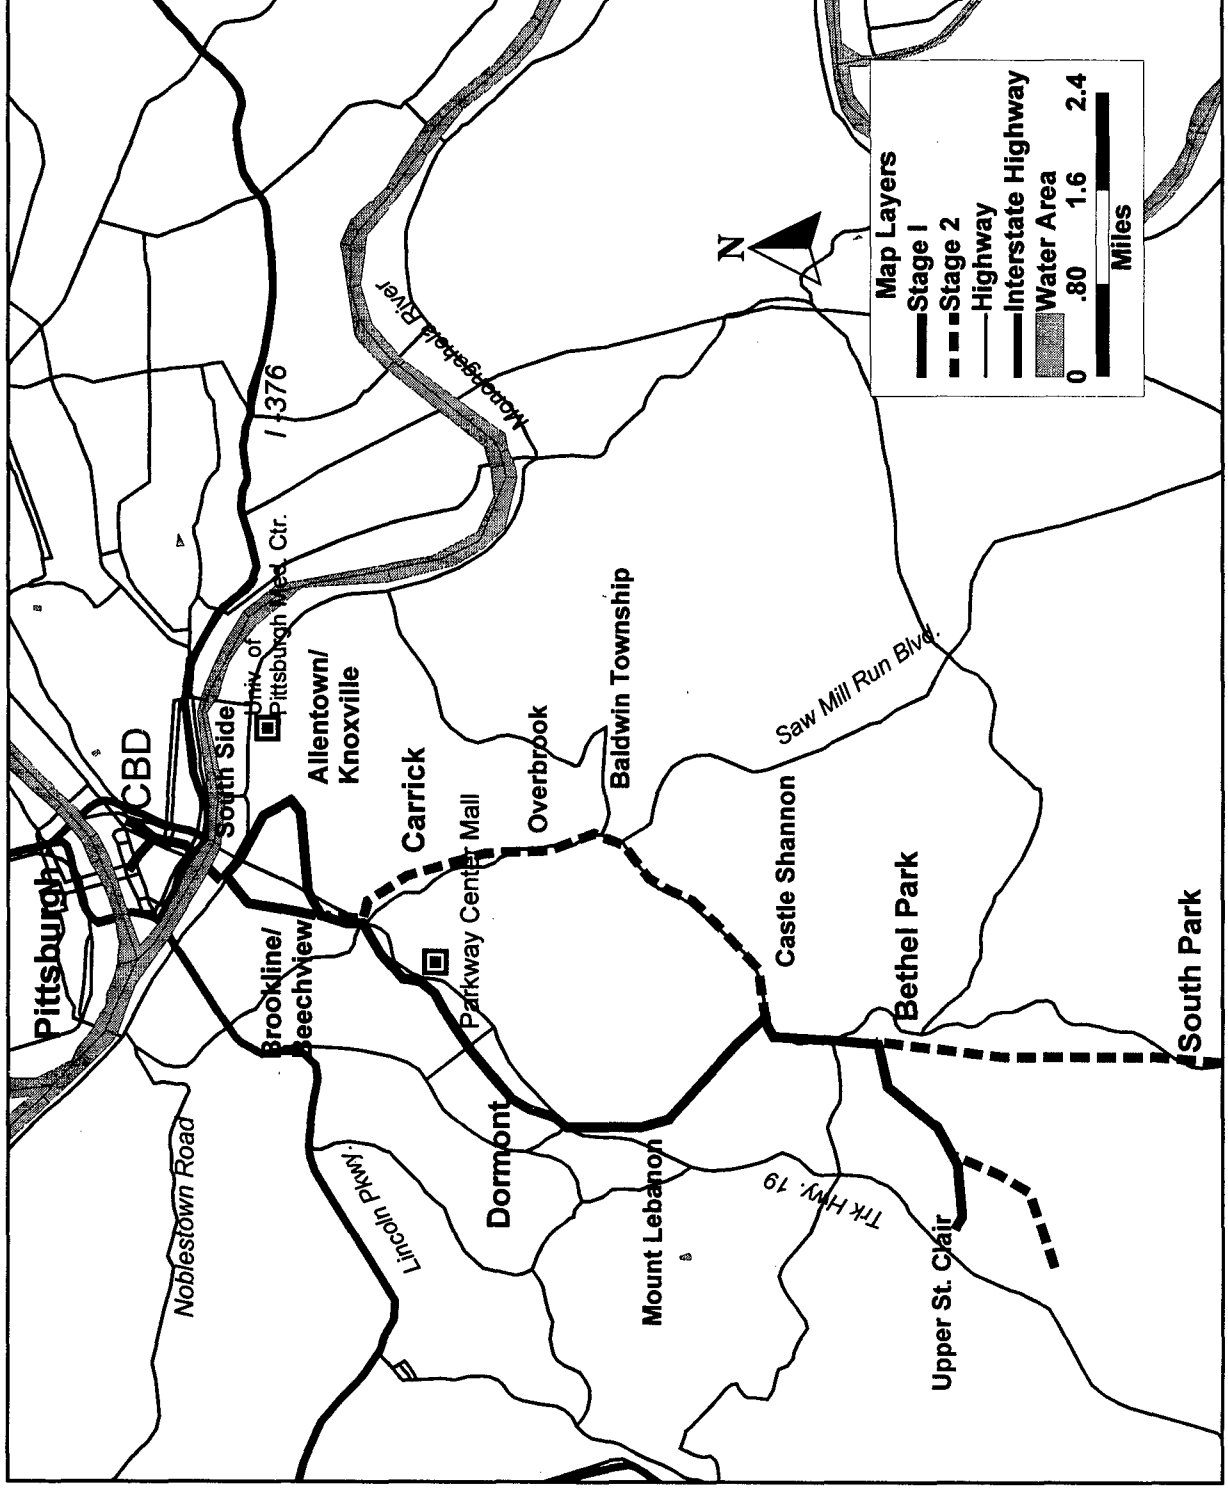 Pittsburgh
CBD
I -376
Monongahela River
Noblestown Road
South Side
Univ. of
Pittsburgh Med. Ctr.
Brookline/
Beechview
Allentown/
Knoxville
Lincoln Pkwy.
Carrick
Parkway Center Mall
Dormont
Overbrook
Baldwin Township
Mount Lebanon
Castle Shannon
Saw Mill Run Blvd.
Trk Hwy. 19
Bethel Park
Upper St. Clair
South Park
N
Map Layers
Stage I
Stage 2
Highway
Interstate Highway
Water Area
0 .80 1.6 2.4
Miles